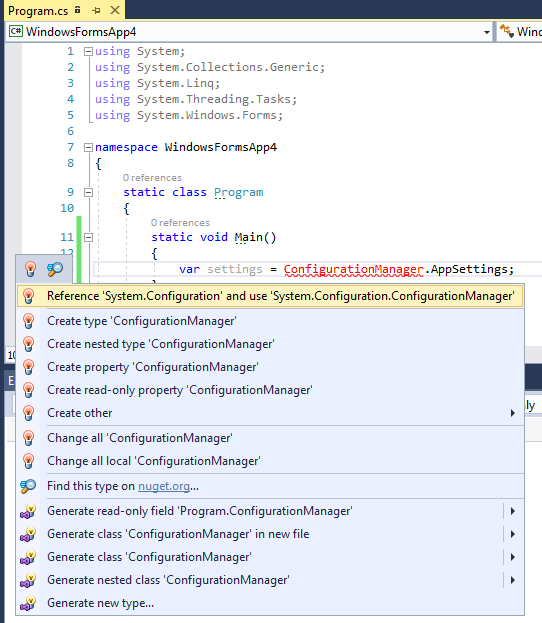 Program.cs
WindowsFormsApp4
Wind
1 using System;
2 using System.Collections.Generic;
3 using System.Linq;
4 using System.Threading.Tasks;
5 using System.Windows.Forms;
6
7 namespace WindowsFormsApp4
8 {
0 references
9 static class Program
10 {
0 references
11 static void Main()
12 {
var settings = ConfigurationManager.AppSettings;
Reference 'System.Configuration' and use 'System.Configuration.ConfigurationManager'
Create type 'ConfigurationManager'
Create nested type 'ConfigurationManager'
10
Create property 'ConfigurationManager'
E
Create read-only property 'ConfigurationManager'
ly
Create other
Change all 'ConfigurationManager'
Change all local 'ConfigurationManager'
Find this type on nuget.org...
Generate read-only field 'Program.ConfigurationManager'
Generate class 'ConfigurationManager' in new file
Generate class 'ConfigurationManager'
Generate nested class 'ConfigurationManager'
Generate new type...